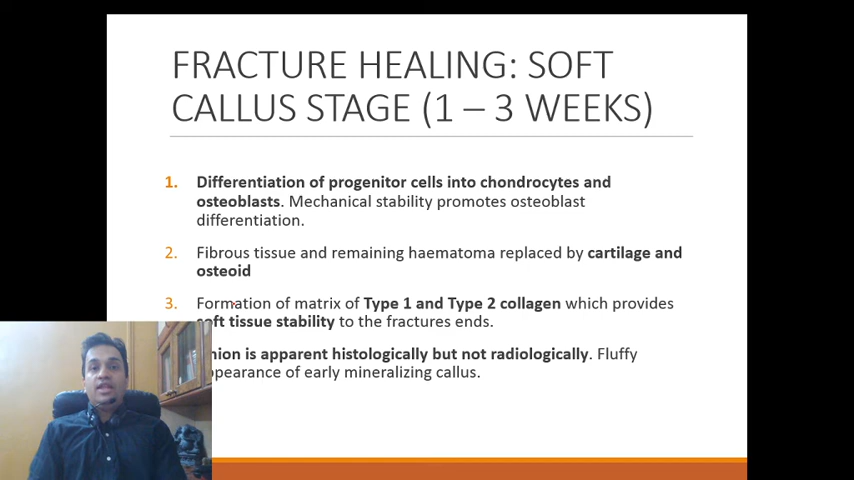 FRACTURE HEALING: SOFT
CALLUS STAGE (1 – 3 WEEKS)
1. Differentiation of progenitor cells into chondrocytes and
osteoblasts. Mechanical stability promotes osteoblast
differentiation.
2. Fibrous tissue and remaining haematoma replaced by cartilage and
osteoid
3. Formation of matrix of Type 1 and Type 2 collagen which provides
soft tissue stability to the fractures ends.
is apparent histologically but not radiologically. Fluffy
of early mineralizing callus.